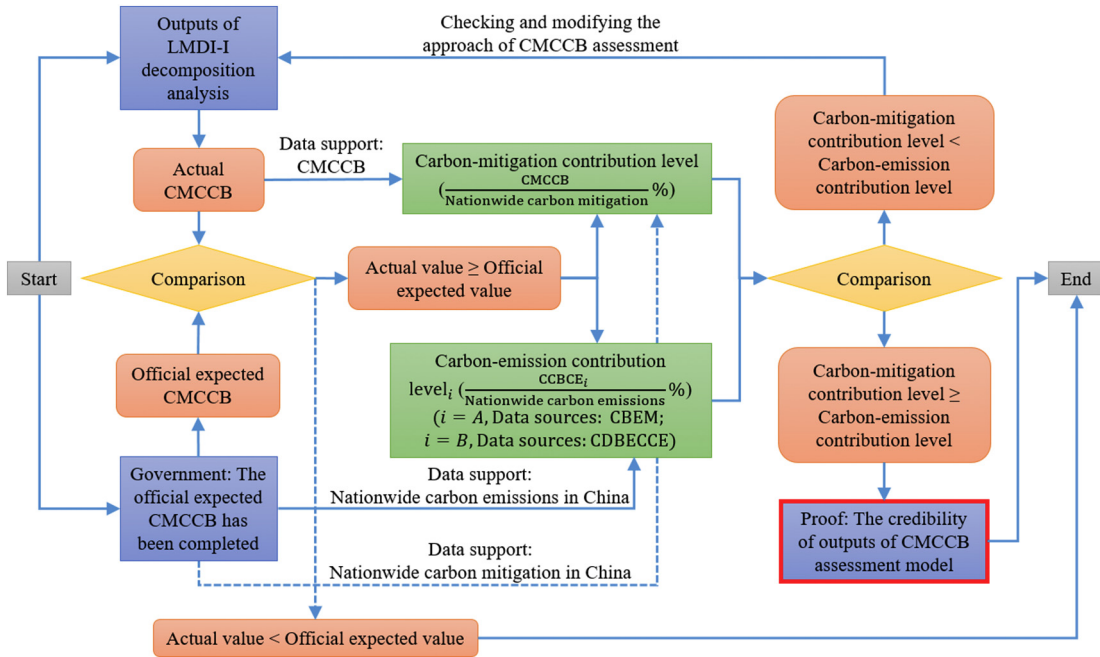 Outputs of
LMDI-I
decomposition
analysis
Checking and modifying the
approach of CMCCB assessment
Carbon-mitigation
contribution level <
Carbon-emission
contribution level
Data support:
CMCCB
Actual
CMCCB
Carbon-mitigation contribution level
(CMCCB/Nationwide carbon mitigation %)
Start
Comparison
Actual value ≥ Official
expected value
Comparison
End
Official expected
CMCCB
Carbon-emission contribution
levelᵢ (CCBCEᵢ/Nationwide carbon emissions %)
(i = A, Data sources: CBEM;
i = B, Data sources: CDBECCE)
Carbon-mitigation
contribution level ≥
Carbon-emission
contribution level
Government: The
official expected
CMCCB has
been completed
Data support:
Nationwide carbon emissions in China
Data support:
Nationwide carbon mitigation in China
Proof: The credibility
of outputs of CMCCB
assessment model
Actual value < Official expected value